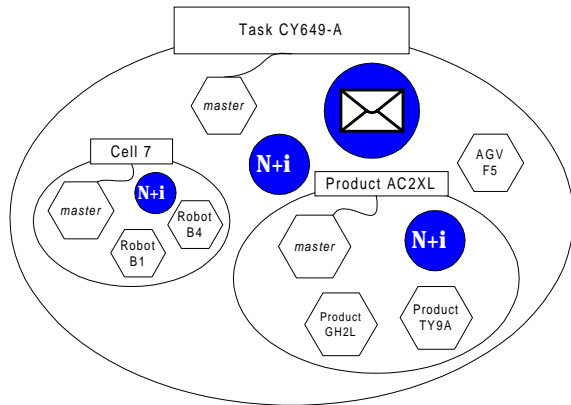 Task CY649-A
master
Cell 7
N+i
AGV
F5
Product AC2XL
master
N+i
Robot
B4
Robot
B1
master
N+i
Product
GH2L
Product
TY9A